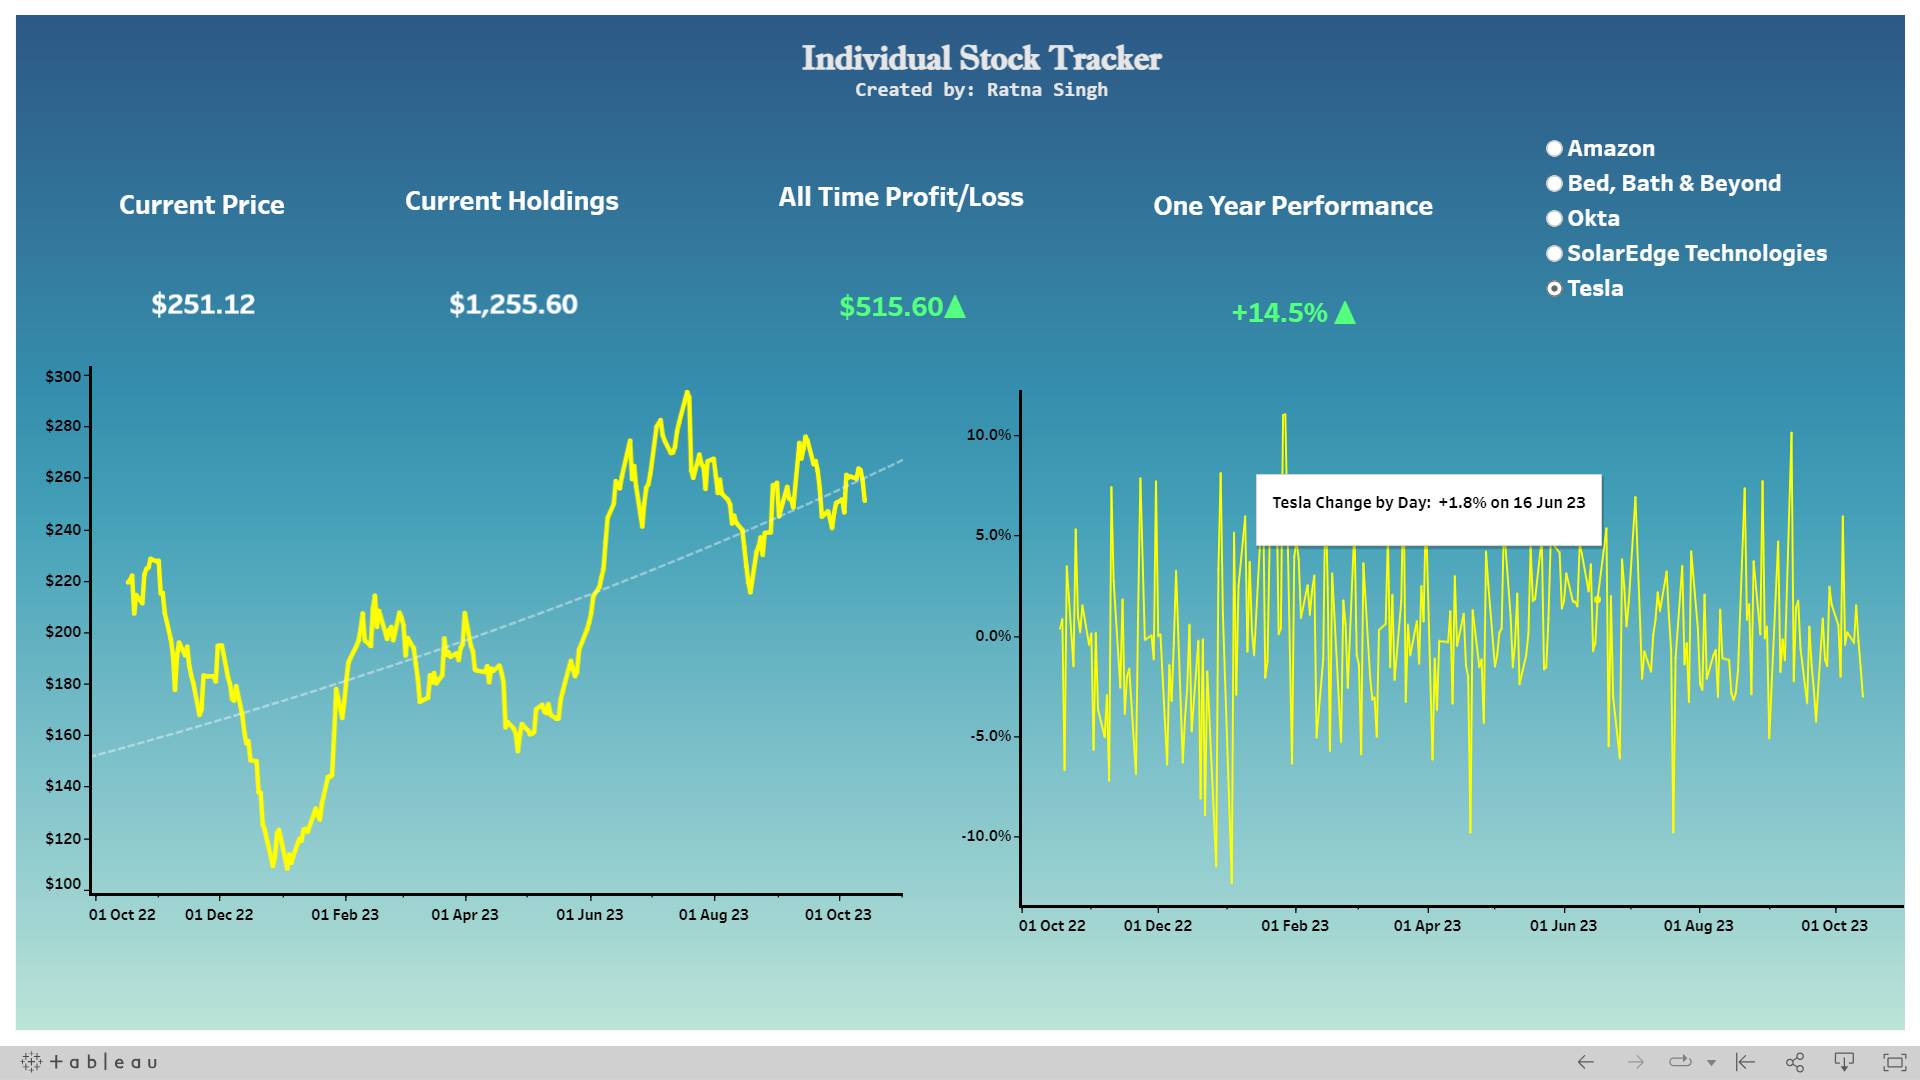 Individual Stock Tracker
Created by: Ratna Singh
Current Price
Current Holdings
All Time Profit/Loss
One Year Performance
$251.12
$1,255.60
$515.60▲
+14.5% ▲
Amazon
Bed, Bath & Beyond
Okta
SolarEdge Technologies
Tesla
$300
$280
$260
$240
$220
$200
$180
$160
$140
$120
$100
01 Oct 22
01 Dec 22
01 Feb 23
01 Apr 23
01 Jun 23
01 Aug 23
01 Oct 23
10.0%
5.0%
0.0%
-5.0%
-10.0%
Tesla Change by Day: +1.8% on 16 Jun 23
01 Oct 22
01 Dec 22
01 Feb 23
01 Apr 23
01 Jun 23
01 Aug 23
01 Oct 23
+ableau